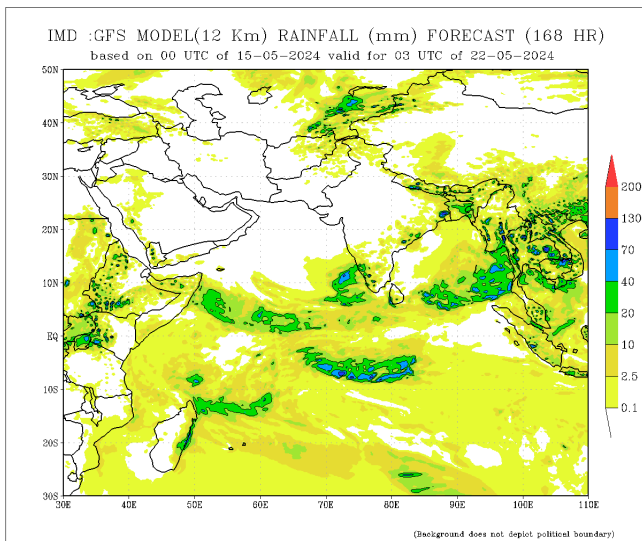 IMD :GFS MODEL(12 Km) RAINFALL (mm) FORECAST (168 HR)
based on 00 UTC of 15-05-2024 valid for 03 UTC of 22-05-2024
50N
40N
30N
20N
10N
EQ
10S
20S
30S
30E 40E 50E 60E 70E 80E 90E 100E 110E
200
130
70
40
20
10
2.5
0.1
(Background does not depict political boundary)